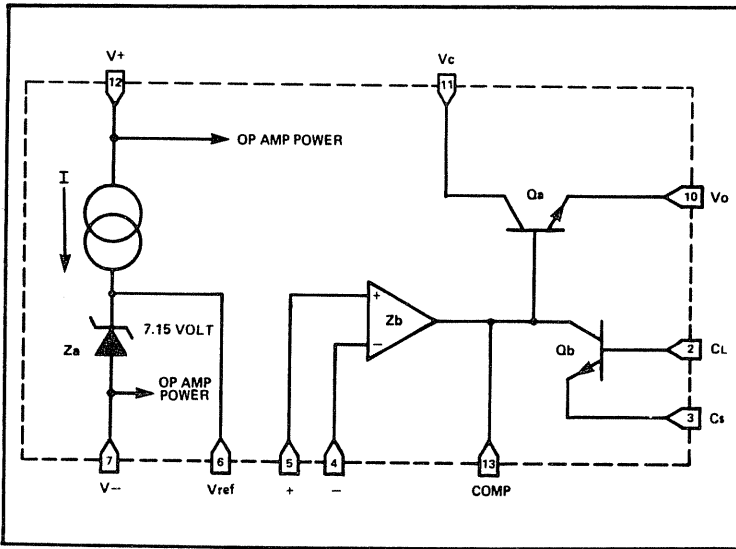 V+
12
OP AMP POWER
I
Za
7.15 VOLT
OP AMP
POWER
7
V−
6
Vref
5
+
4
−
+
−
Zb
13
COMP
Vc
11
Qa
10
Vo
Qb
2
CL
3
Cs